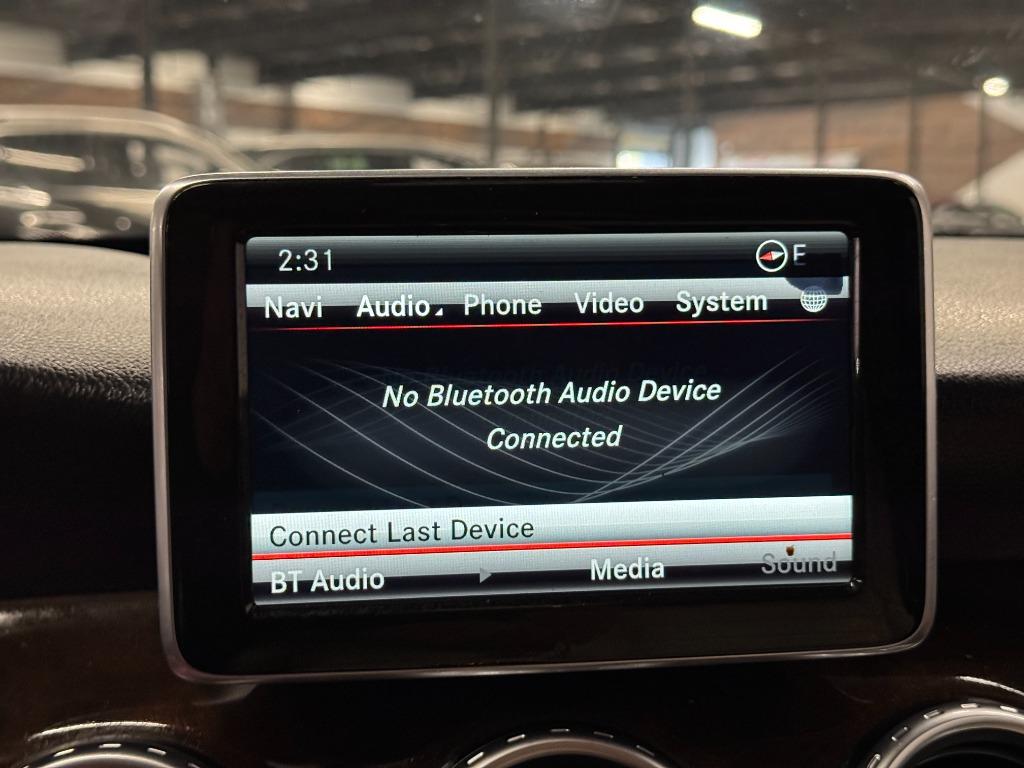 2:31 E
Navi Audio Phone Video System
No Bluetooth Audio Device
Connected
Connect Last Device
BT Audio Media Sound